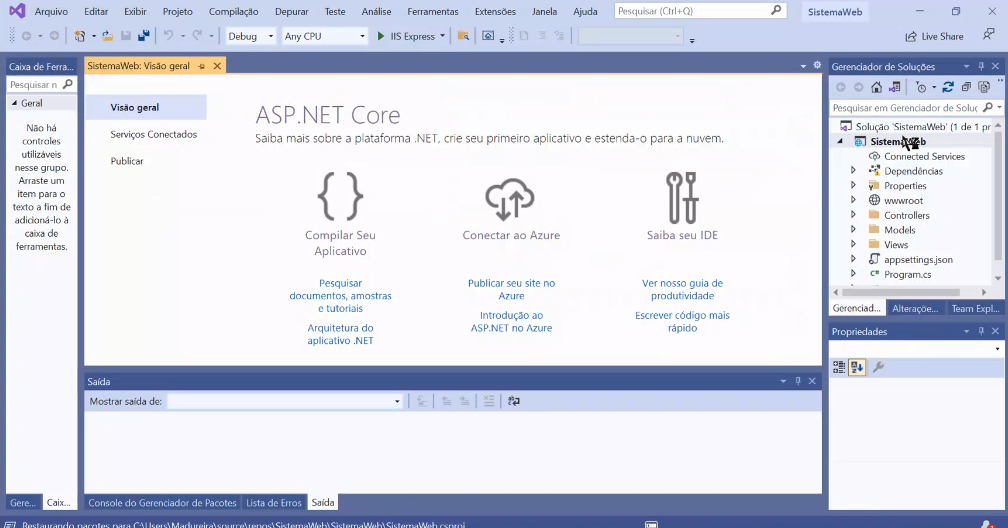 Arquivo Editar Exibir Projeto Compilação Depurar Teste Análise Ferramentas Extensões Janela Ajuda Pesquisar (Ctrl+Q) SistemaWeb
Debug Any CPU IIS Express Live Share
Caixa de Ferra...
Pesquisar n
Geral
Não há
controles
utilizáveis
nesse grupo.
Arraste um
item para o
texto a fim de
adicioná-lo à
caixa de
ferramentas.
Gere... Caix...
SistemaWeb: Visão geral
Visão geral
Serviços Conectados
Publicar
ASP.NET Core
Saiba mais sobre a plataforma .NET, crie seu primeiro aplicativo e estenda-o para a nuvem.
Compilar Seu
Aplicativo
Pesquisar
documentos, amostras
e tutoriais
Arquitetura do
aplicativo .NET
Conectar ao Azure
Publicar seu site no
Azure
Introdução ao
ASP.NET no Azure
Saiba seu IDE
Ver nosso guia de
produtividade
Escrever código mais
rápido
Saída
Mostrar saída de:
Console do Gerenciador de Pacotes Lista de Erros Saída
Gerenciador de Soluções
Pesquisar em Gerenciador de Soluç
Solução 'SistemaWeb' (1 de 1 pr
SistemaWeb
Connected Services
Dependências
Properties
wwwroot
Controllers
Models
Views
appsettings.json
Program.cs
Gerenciad... Alteraçõe... Team Expl...
Propriedades
Restaurando pacotes para C:\Users\Madureira\source\repos\SistemaWeb\SistemaWeb\SistemaWeb.csproj